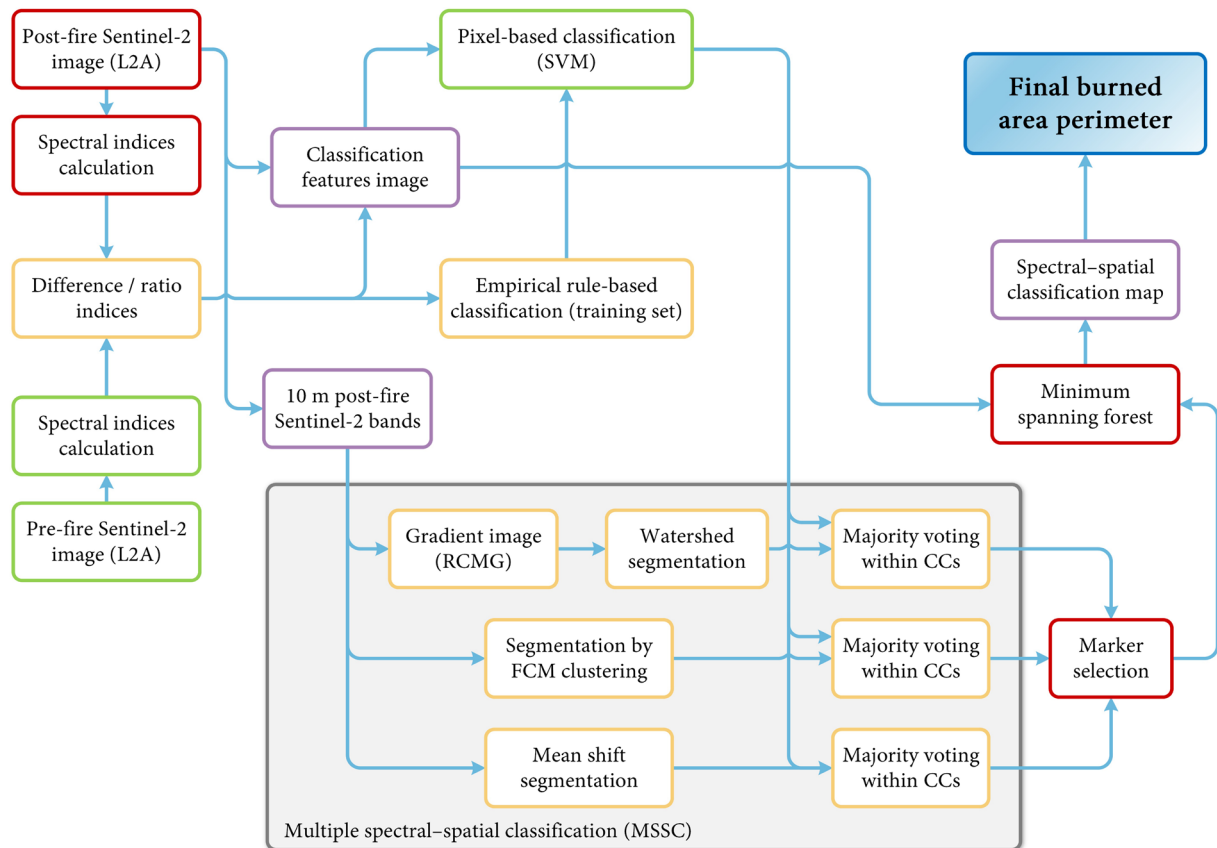 Post-fire Sentinel-2
image (L2A)
Pixel-based classification
(SVM)
Final burned
area perimeter
Spectral indices
calculation
Classification
features image
Difference / ratio
indices
Empirical rule-based
classification (training set)
Spectral–spatial
classification map
10 m post-fire
Sentinel-2 bands
Minimum
spanning forest
Spectral indices
calculation
Pre-fire Sentinel-2
image (L2A)
Gradient image
(RCMG)
Watershed
segmentation
Majority voting
within CCs
Segmentation by
FCM clustering
Majority voting
within CCs
Marker
selection
Mean shift
segmentation
Majority voting
within CCs
Multiple spectral–spatial classification (MSSC)